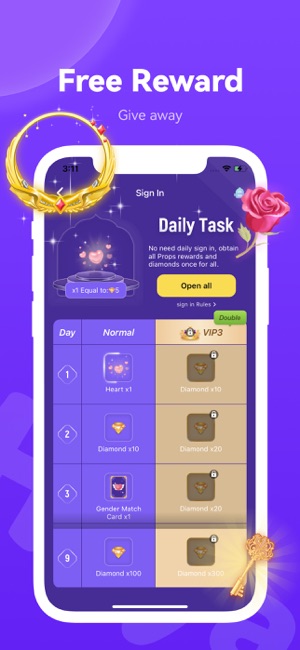 Free Reward
Give away
3:11
Sign In
Daily Task
No need daily sign in, obtain
all Props rewards and
diamonds once for all.
x1 Equal to: 5
Open all
sign in Rules >
Double
Day
Normal
VIP3
1
Heart x1
Diamond x10
2
Diamond x10
Diamond x20
3
Gender Match
Card x1
Diamond x20
9
Diamond x100